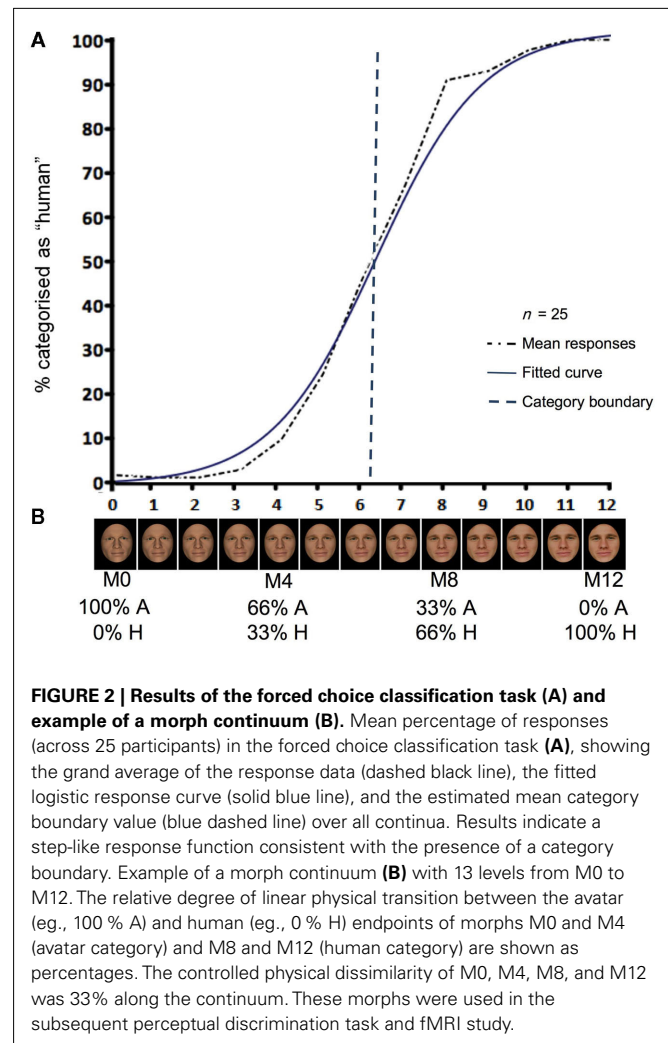 A
100
90
80
70
60
50
40
30
20
10
0
% categorised as "human"
n = 25
Mean responses
Fitted curve
Category boundary
0 1 2 3 4 5 6 7 8 9 10 11 12
B
M0 M4 M8 M12
100% A 66% A 33% A 0% A
0% H 33% H 66% H 100% H
FIGURE 2 | Results of the forced choice classification task (A) and
example of a morph continuum (B). Mean percentage of responses
(across 25 participants) in the forced choice classification task (A), showing
the grand average of the response data (dashed black line), the fitted
logistic response curve (solid blue line), and the estimated mean category
boundary value (blue dashed line) over all continua. Results indicate a
step-like response function consistent with the presence of a category
boundary. Example of a morph continuum (B) with 13 levels from M0 to
M12. The relative degree of linear physical transition between the avatar
(eg., 100 % A) and human (eg., 0 % H) endpoints of morphs M0 and M4
(avatar category) and M8 and M12 (human category) are shown as
percentages. The controlled physical dissimilarity of M0, M4, M8, and M12
was 33% along the continuum. These morphs were used in the
subsequent perceptual discrimination task and fMRI study.